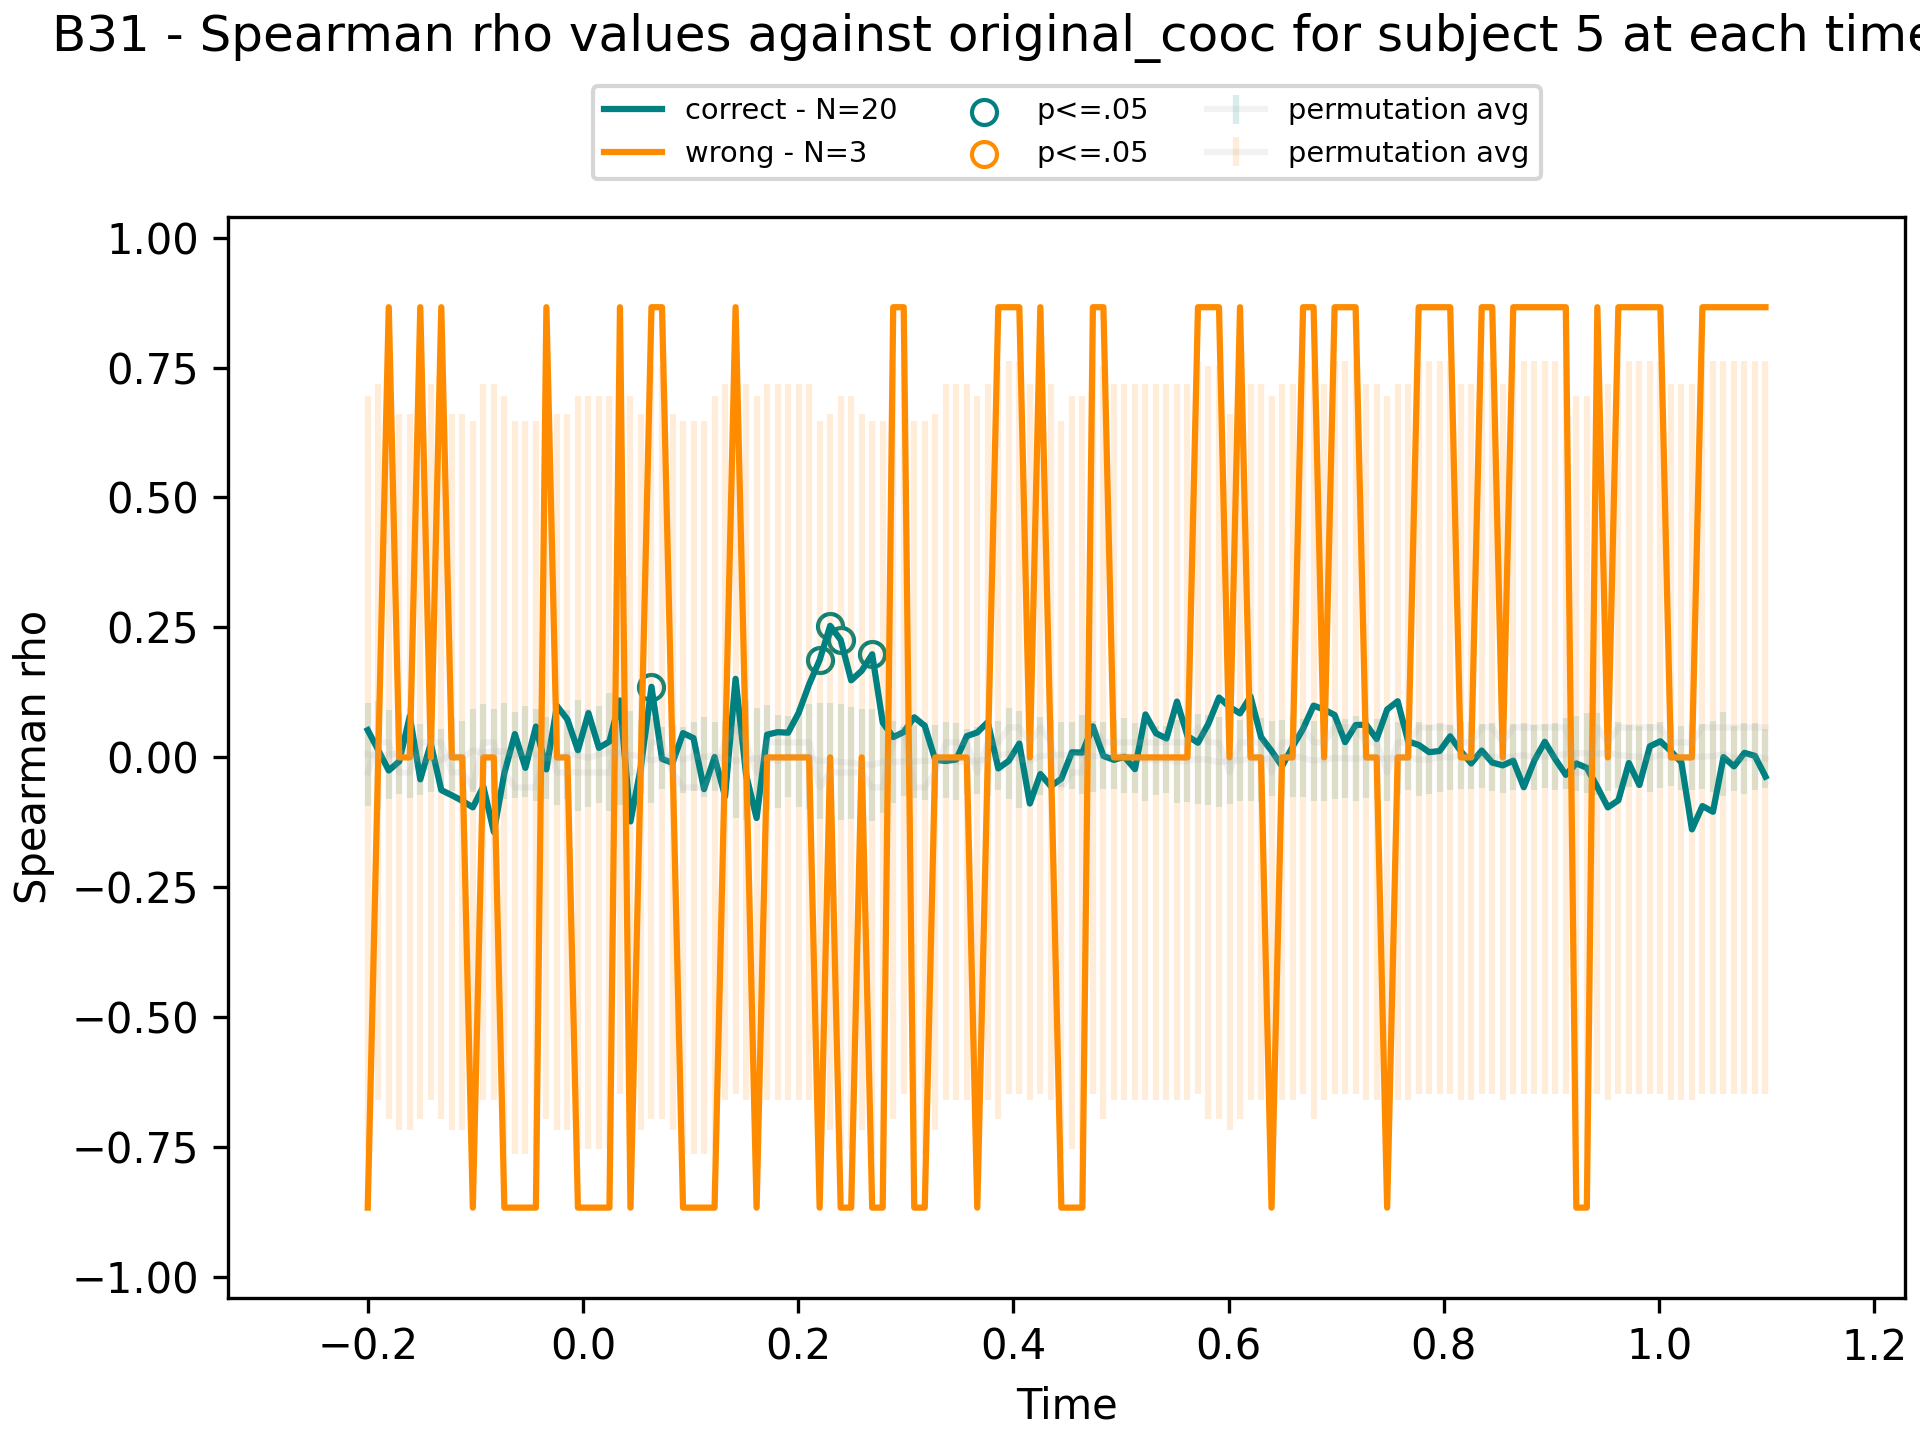 B31 - Spearman rho values against original_cooc for subject 5 at each time
correct - N=20 p<=.05 permutation avg
wrong - N=3 p<=.05 permutation avg
1.00
0.75
0.50
0.25
0.00
−0.25
−0.50
−0.75
−1.00
Spearman rho
−0.2 0.0 0.2 0.4 0.6 0.8 1.0 1.2
Time